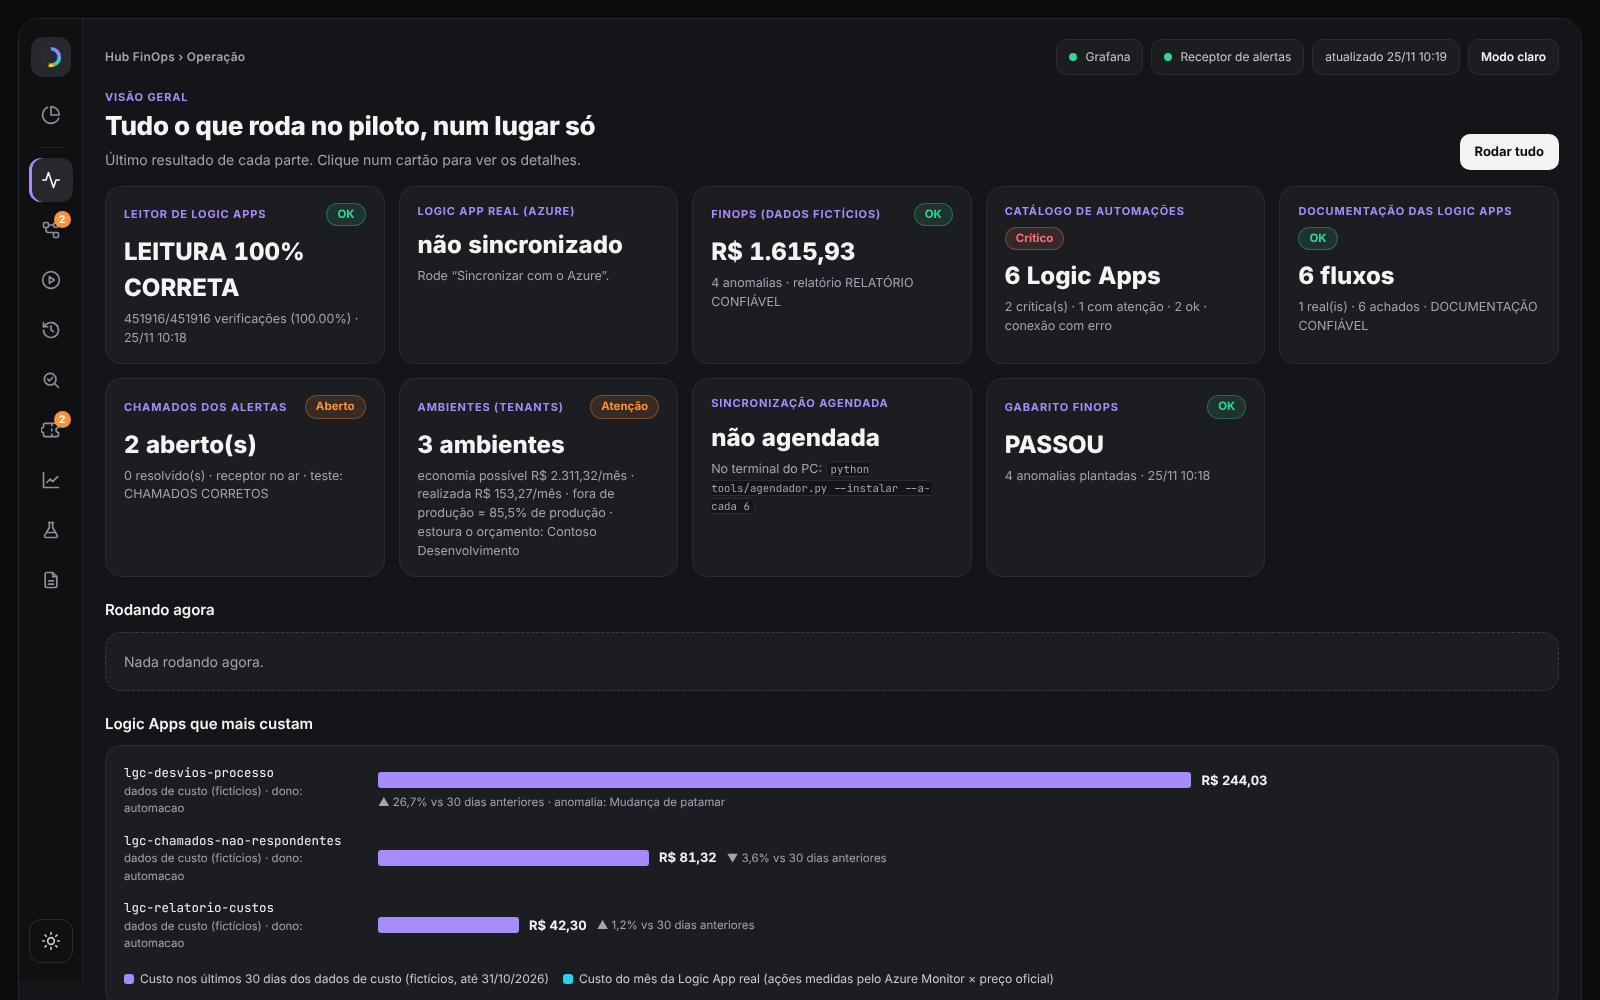 Hub FinOps › Operação
Grafana
Receptor de alertas
atualizado 25/11 10:19
Modo claro
VISÃO GERAL
Tudo o que roda no piloto, num lugar só
Último resultado de cada parte. Clique num cartão para ver os detalhes.
Rodar tudo
2
2
LEITOR DE LOGIC APPS
OK
LEITURA 100%
CORRETA
451916/451916 verificações (100.00%) ·
25/11 10:18
LOGIC APP REAL (AZURE)
não sincronizado
Rode “Sincronizar com o Azure”.
FINOPS (DADOS FICTÍCIOS)
OK
R$ 1.615,93
4 anomalias · relatório RELATÓRIO
CONFIÁVEL
CATÁLOGO DE AUTOMAÇÕES
Crítico
6 Logic Apps
2 crítica(s) · 1 com atenção · 2 ok ·
conexão com erro
DOCUMENTAÇÃO DAS LOGIC APPS
OK
6 fluxos
1 real(is) · 6 achados · DOCUMENTAÇÃO
CONFIÁVEL
CHAMADOS DOS ALERTAS
Aberto
2 aberto(s)
0 resolvido(s) · receptor no ar · teste:
CHAMADOS CORRETOS
AMBIENTES (TENANTS)
Atenção
3 ambientes
economia possível R$ 2.311,32/mês ·
realizada R$ 153,27/mês · fora de
produção = 85,5% de produção ·
estoura o orçamento: Contoso
Desenvolvimento
SINCRONIZAÇÃO AGENDADA
não agendada
No terminal do PC: python
tools/agendador.py --instalar --a-
cada 6
GABARITO FINOPS
OK
PASSOU
4 anomalias plantadas · 25/11 10:18
Rodando agora
Nada rodando agora.
Logic Apps que mais custam
lgc-desvios-processo
dados de custo (fictícios) · dono:
automacao
R$ 244,03
▲ 26,7% vs 30 dias anteriores · anomalia: Mudança de patamar
lgc-chamados-nao-respondentes
dados de custo (fictícios) · dono:
automacao
R$ 81,32
▼ 3,6% vs 30 dias anteriores
lgc-relatorio-custos
dados de custo (fictícios) · dono:
automacao
R$ 42,30
▲ 1,2% vs 30 dias anteriores
Custo nos últimos 30 dias dos dados de custo (fictícios, até 31/10/2026)
Custo do mês da Logic App real (ações medidas pelo Azure Monitor × preço oficial)